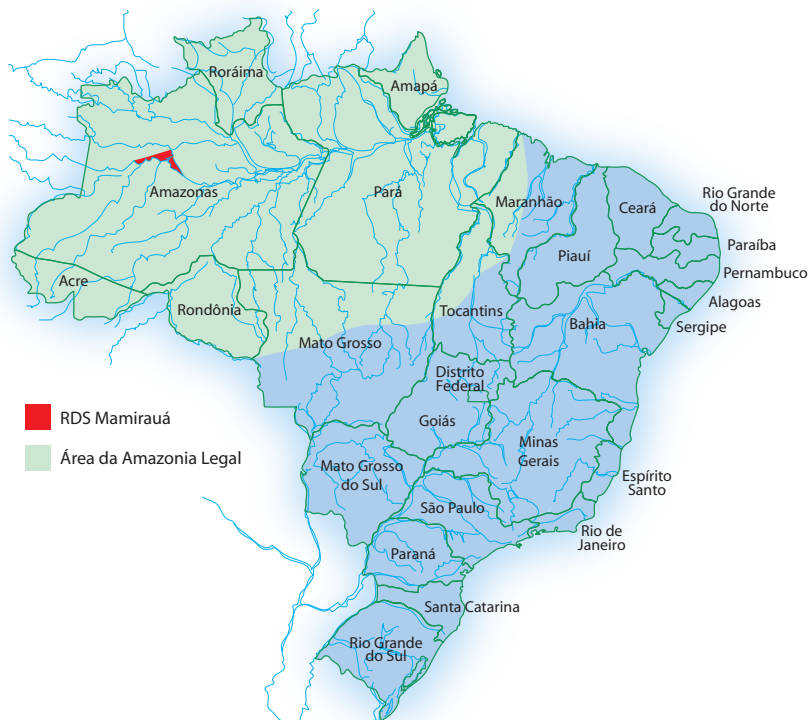 Roráima
Amapá
Amazonas
Pará
Maranhão
Ceará
Rio Grande
do Norte
Piauí
Paraíba
Pernambuco
Acre
Rondônia
Tocantins
Bahia
Alagoas
Sergipe
Mato Grosso
Distrito
Federal
Goiás
Minas
Gerais
RDS Mamirauá
Área da Amazonia Legal
Mato Grosso
do Sul
Espírito
Santo
São Paulo
Rio de
Janeiro
Paraná
Santa Catarina
Rio Grande
do Sul